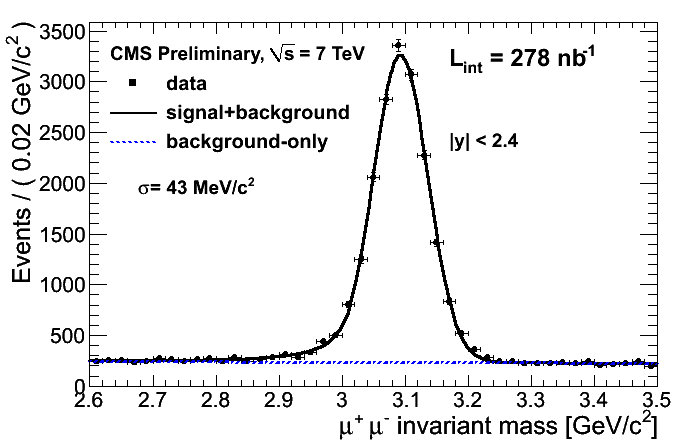 3500
3000
2500
2000
1500
1000
500
0
Events / ( 0.02 GeV/c² )
CMS Preliminary, √s = 7 TeV
data
signal+background
background-only
σ= 43 MeV/c²
L_int = 278 nb⁻¹
|y| < 2.4
2.6 2.7 2.8 2.9 3 3.1 3.2 3.3 3.4 3.5
μ⁺ μ⁻ invariant mass [GeV/c²]